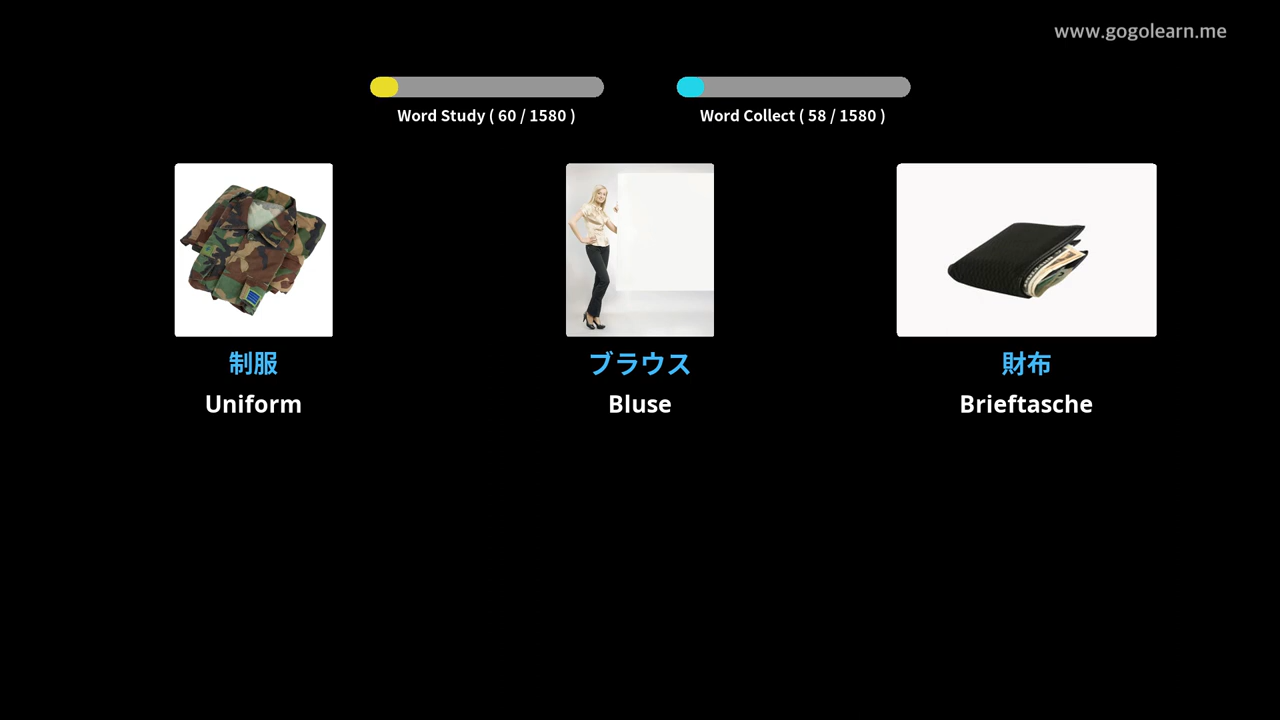 www.gogolearn.me
Word Study ( 60 / 1580 )
Word Collect ( 58 / 1580 )
制服
ブラウス
財布
Uniform
Bluse
Brieftasche